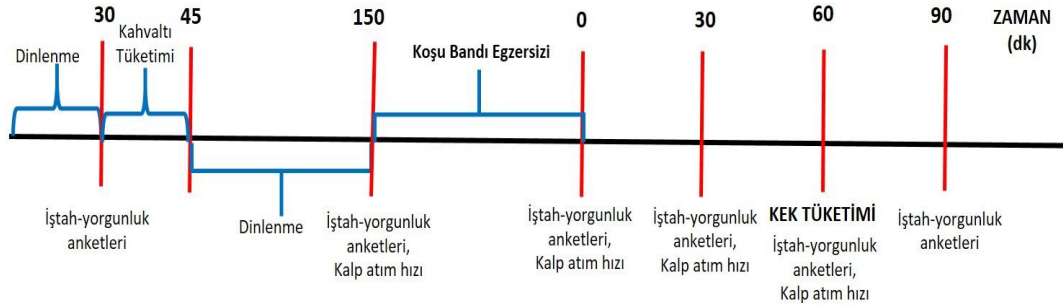 30 45 150 0 30 60 90 ZAMAN
(dk)
Dinlenme
Kahvaltı
Tüketimi
Koşu Bandı Egzersizi
İştah-yorgunluk
anketleri
Dinlenme
İştah-yorgunluk
anketleri,
Kalp atım hızı
İştah-yorgunluk
anketleri,
Kalp atım hızı
İştah-yorgunluk
anketleri,
Kalp atım hızı
KEK TÜKETİMİ
İştah-yorgunluk
anketleri,
Kalp atım hızı
İştah-yorgunluk
anketleri